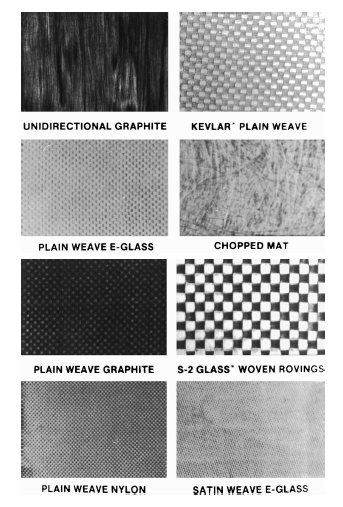 UNIDIRECTIONAL GRAPHITE
KEVLAR* PLAIN WEAVE
PLAIN WEAVE E-GLASS
CHOPPED MAT
PLAIN WEAVE GRAPHITE
S-2 GLASS* WOVEN ROVINGS
PLAIN WEAVE NYLON
SATIN WEAVE E-GLASS